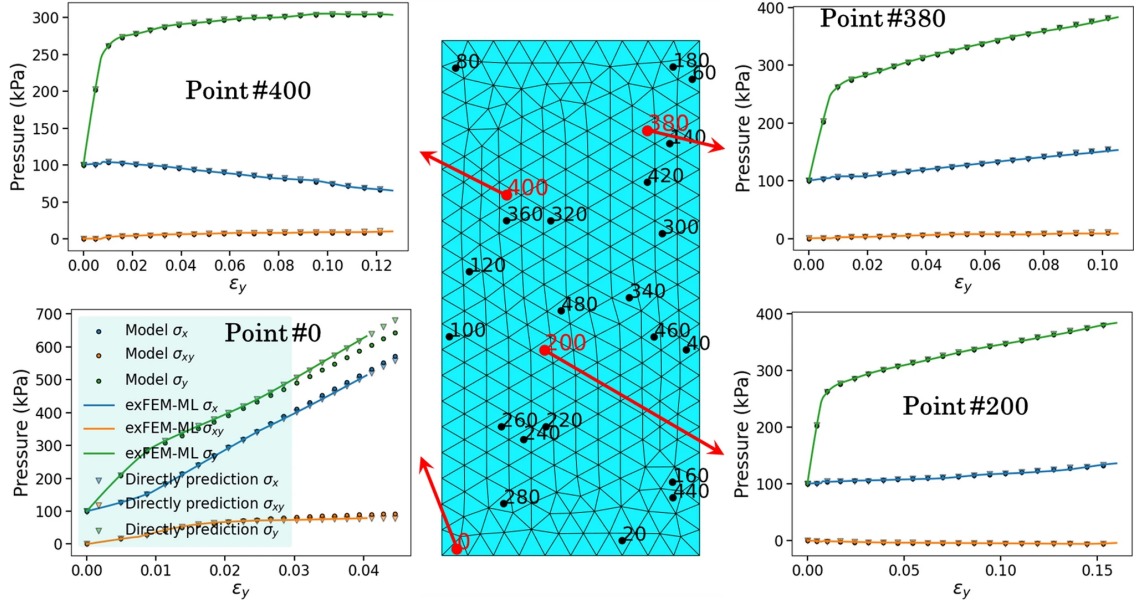 Point #400
Pressure (kPa)
300
250
200
150
100
50
0
0.00 0.02 0.04 0.06 0.08 0.10 0.12
εy
Point #380
Pressure (kPa)
400
300
200
100
0
0.00 0.02 0.04 0.06 0.08 0.10
εy
80
180
60
380
140
420
400
360 320
300
120
340
480
100
460
200
40
260 220
240
160
440
280
20
0
Point #0
Pressure (kPa)
700
600
500
400
300
200
100
0
Model σx
Model σxy
Model σy
exFEM-ML σx
exFEM-ML σxy
exFEM-ML σy
Directly prediction σx
Directly prediction σxy
Directly prediction σy
0.00 0.01 0.02 0.03 0.04
εy
Point #200
Pressure (kPa)
400
300
200
100
0
0.00 0.05 0.10 0.15
εy